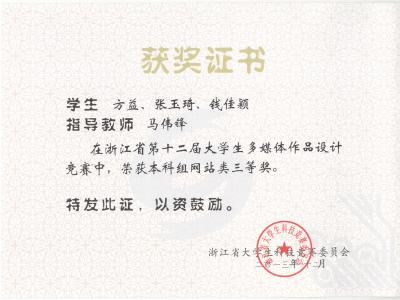 获奖证书
学生 方益、张玉琦、钱佳颖
指导教师 马伟锋
在浙江省第十二届大学生多媒体作品设计
竞赛中，荣获本科组网站类三等奖。
特发此证，以资鼓励。
浙江省大学生科技竞赛委员会
二〇一三年十二月